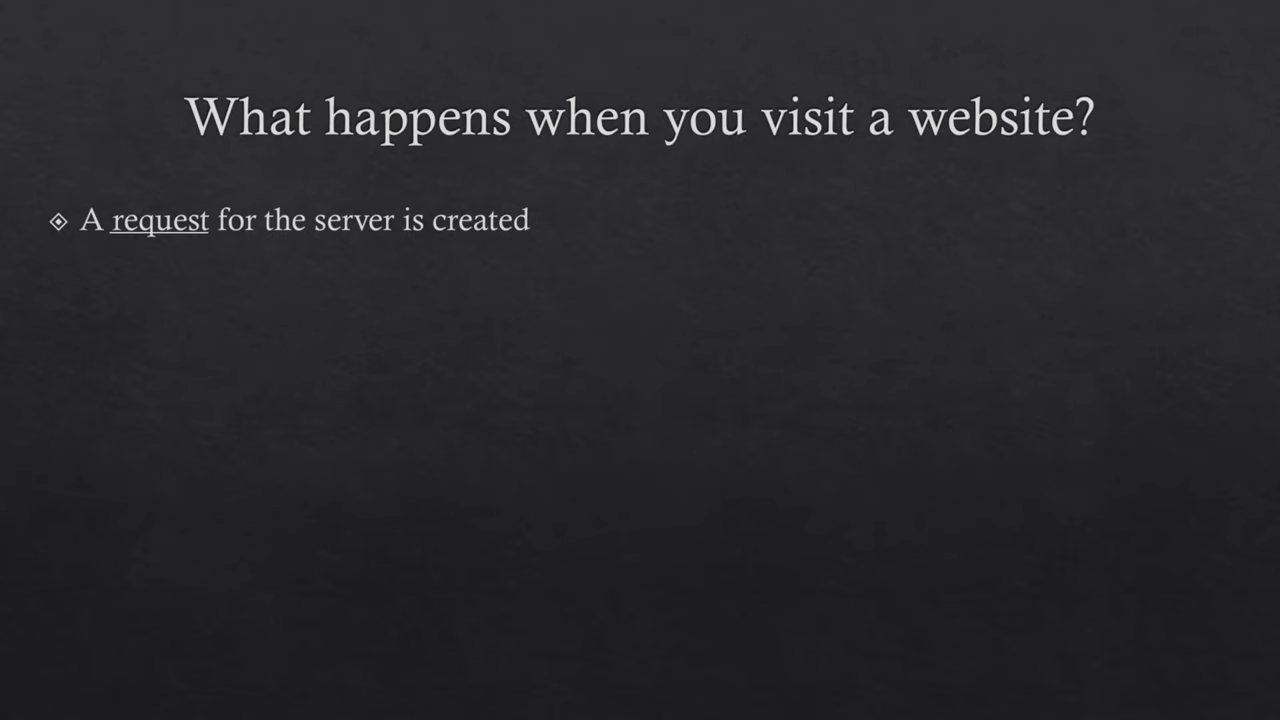 What happens when you visit a website?
A request for the server is created